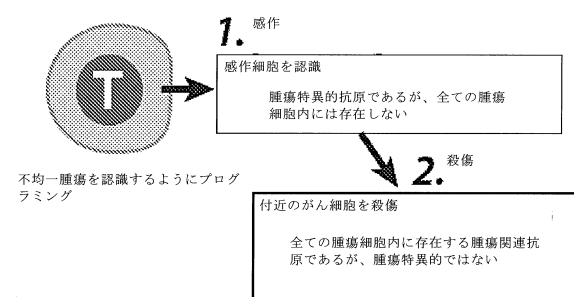 1. 感作
T
感作細胞を認識
腫瘍特異的抗原であるが、全ての腫瘍
細胞内には存在しない
不均一腫瘍を認識するようにプログ
ラミング
2. 殺傷
付近のがん細胞を殺傷
全ての腫瘍細胞内に存在する腫瘍関連抗
原であるが、腫瘍特異的ではない